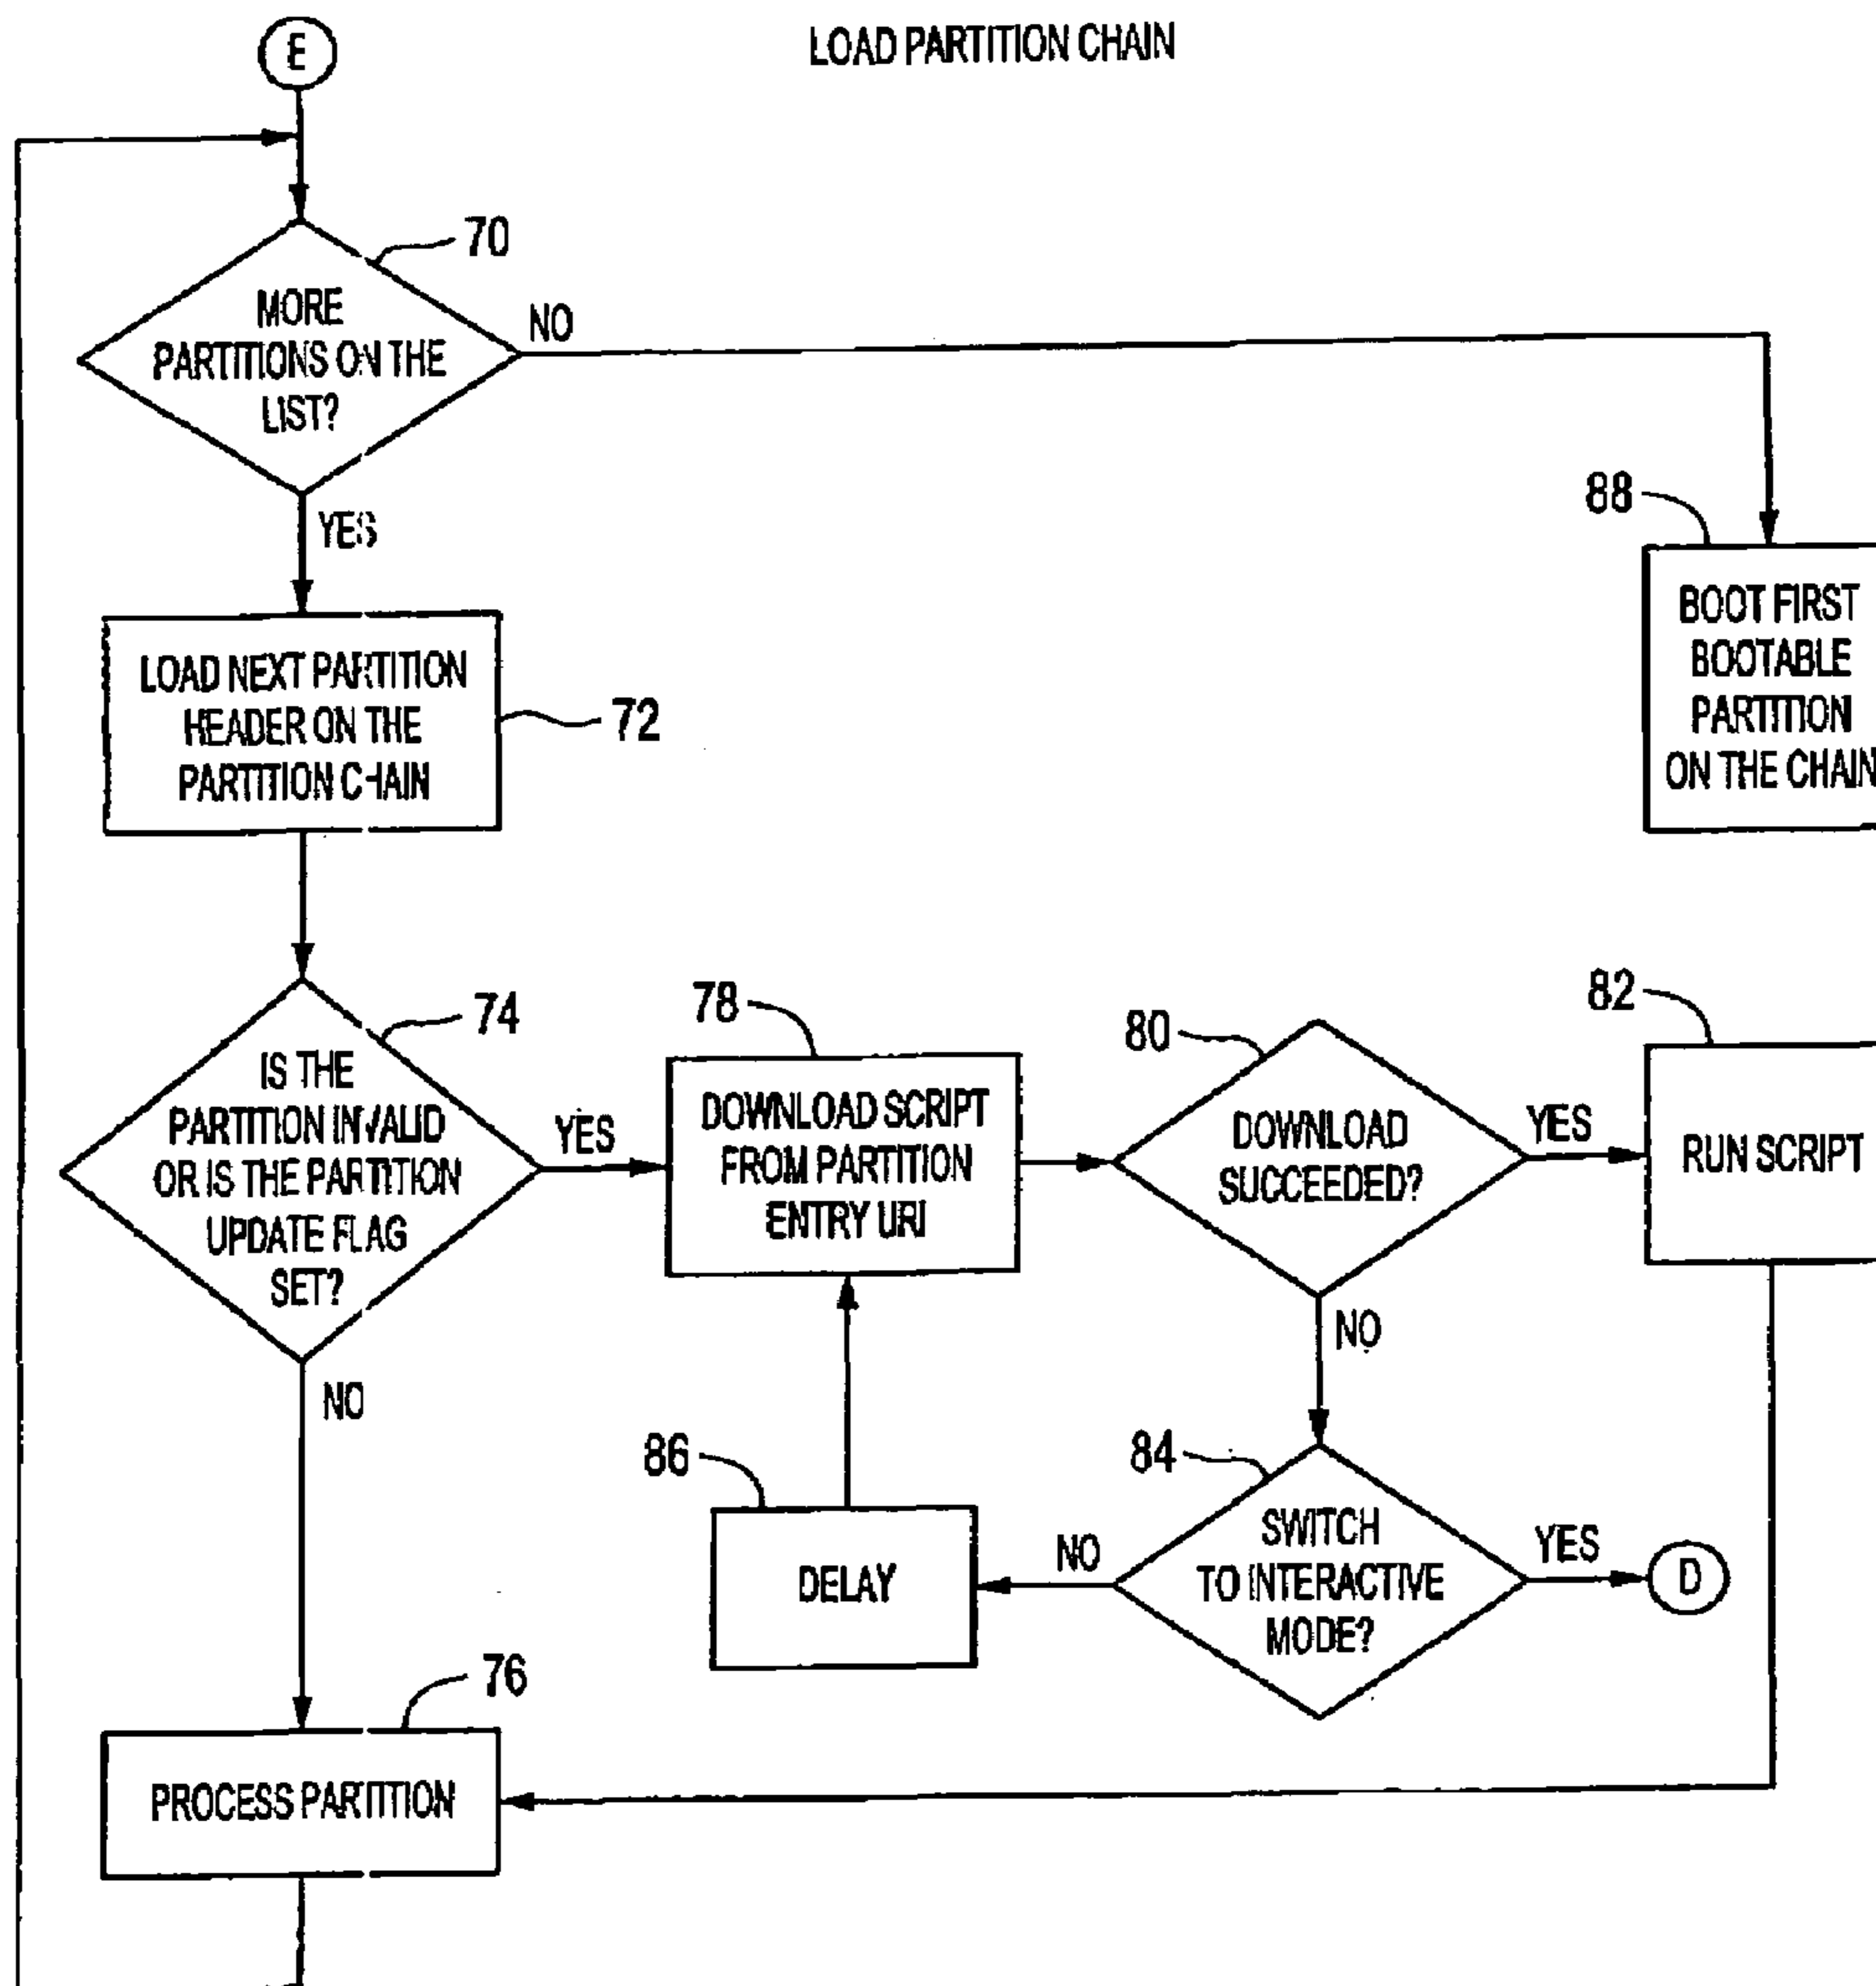 E
LOAD PARTITION CHAIN
70
MORE
PARTITIONS ON THE
LIST?
NO
YES
88
BOOT FIRST
BOOTABLE
PARTITION
ON THE CHAIN
LOAD NEXT PARTITION
HEADER ON THE
PARTITION CHAIN
72
74
IS THE
PARTITION INVALID
OR IS THE PARTITION
UPDATE FLAG
SET?
YES
NO
78
DOWNLOAD SCRIPT
FROM PARTITION
ENTRY URI
80
DOWNLOAD
SUCCEEDED?
YES
NO
82
RUN SCRIPT
84
SWITCH
TO INTERACTIVE
MODE?
YES
D
NO
86
DELAY
76
PROCESS PARTITION